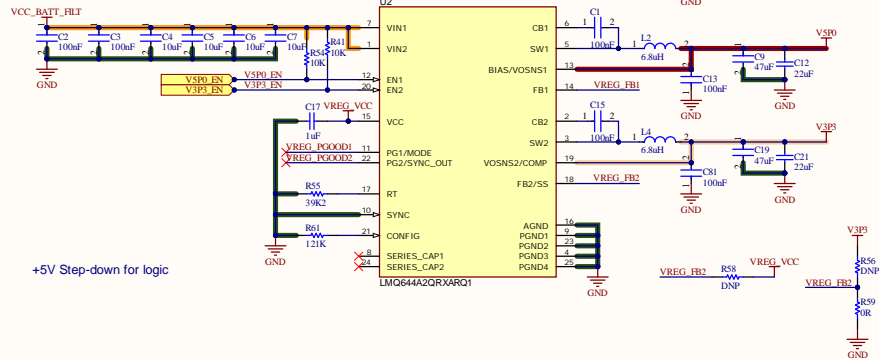 U2
GND
VCC_BATT_FILT
C2
100nF
C3
100nF
C4
10uF
C5
10uF
C6
10uF
C7
10uF
GND
R54
10K
R41
10K
V5P0_EN
V3P3_EN
V5P0_EN
V3P3_EN
C17
1uF
VREG_VCC
VREG_PGOOD1
VREG_PGOOD2
R55
39K2
R61
121K
GND
7 VIN1
1 VIN2
12 EN1
20 EN2
15 VCC
11 PG1/MODE
22 PG2/SYNC_OUT
17 RT
10 SYNC
21 CONFIG
8 SERIES_CAP1
24 SERIES_CAP2
CB1 6
SW1 5
BIAS/VOSNS1 13
FB1 14
CB2 2
SW2 3
VOSNS2/COMP 19
FB2/SS 18
AGND 16
PGND1 9
PGND2 23
PGND3 4
PGND4 25
LMQ644A2QRXARQ1
C1
1 2
100nF
L2
6.8uH
V5P0
C9
47uF
C12
22uF
C13
100nF
GND
GND
VREG_FB1
C15
1 2
100nF
L4
6.8uH
V3P3
C19
47uF
C21
22uF
C81
100nF
GND
GND
VREG_FB2
GND
VREG_FB2
R58
DNP
VREG_VCC
V3P3
R56
DNP
VREG_FB2
R59
0R
GND
+5V Step-down for logic